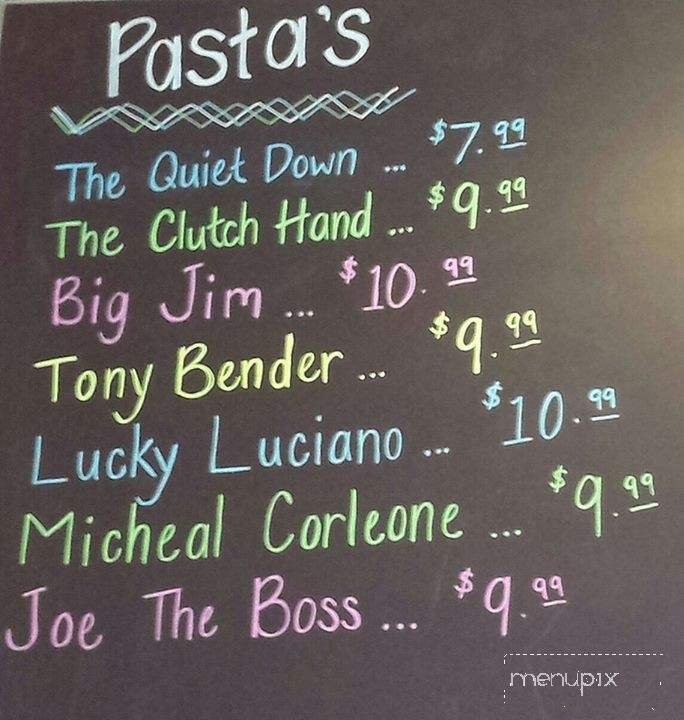 Pasta's
The Quiet Down ... $7.99
The Clutch Hand ... $9.99
Big Jim ... $10.99
Tony Bender ... $9.99
Lucky Luciano ... $10.99
Micheal Corleone ... $9.99
Joe The Boss ... $9.99
menupix